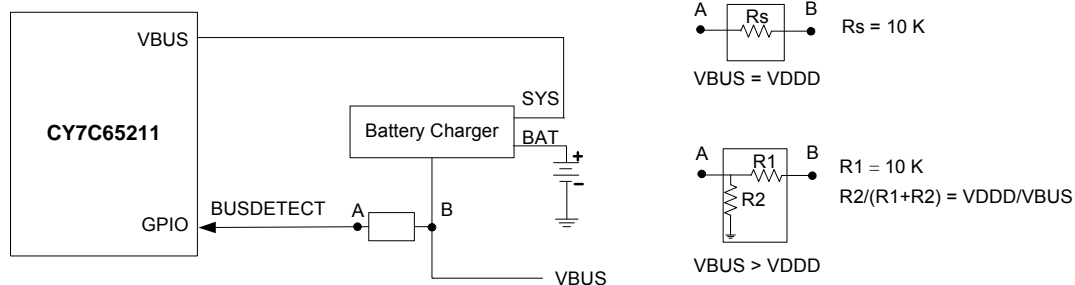 VBUS
CY7C65211
GPIO
BUSDETECT
SYS
Battery Charger
BAT
+
-
A
B
VBUS
A
B
Rs
Rs = 10 K
VBUS = VDDD
A
B
R1
R2
R1 = 10 K
R2/(R1+R2) = VDDD/VBUS
VBUS > VDDD